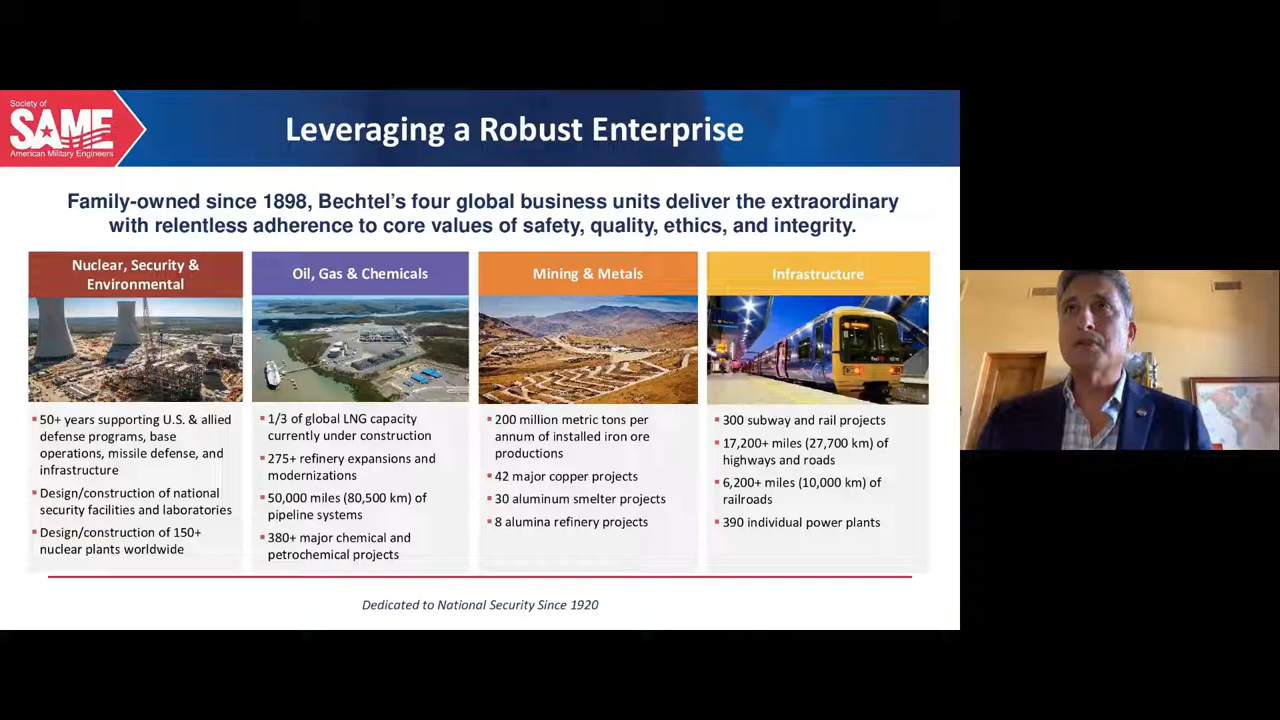 Society of
SAME
American Military Engineers
Leveraging a Robust Enterprise
Family-owned since 1898, Bechtel's four global business units deliver the extraordinary
with relentless adherence to core values of safety, quality, ethics, and integrity.
Nuclear, Security &
Environmental
▪ 50+ years supporting U.S. & allied
defense programs, base
operations, missile defense, and
infrastructure
▪ Design/construction of national
security facilities and laboratories
▪ Design/construction of 150+
nuclear plants worldwide
Oil, Gas & Chemicals
▪ 1/3 of global LNG capacity
currently under construction
▪ 275+ refinery expansions and
modernizations
▪ 50,000 miles (80,500 km) of
pipeline systems
▪ 380+ major chemical and
petrochemical projects
Mining & Metals
▪ 200 million metric tons per
annum of installed iron ore
productions
▪ 42 major copper projects
▪ 30 aluminum smelter projects
▪ 8 alumina refinery projects
Infrastructure
▪ 300 subway and rail projects
▪ 17,200+ miles (27,700 km) of
highways and roads
▪ 6,200+ miles (10,000 km) of
railroads
▪ 390 individual power plants
Dedicated to National Security Since 1920